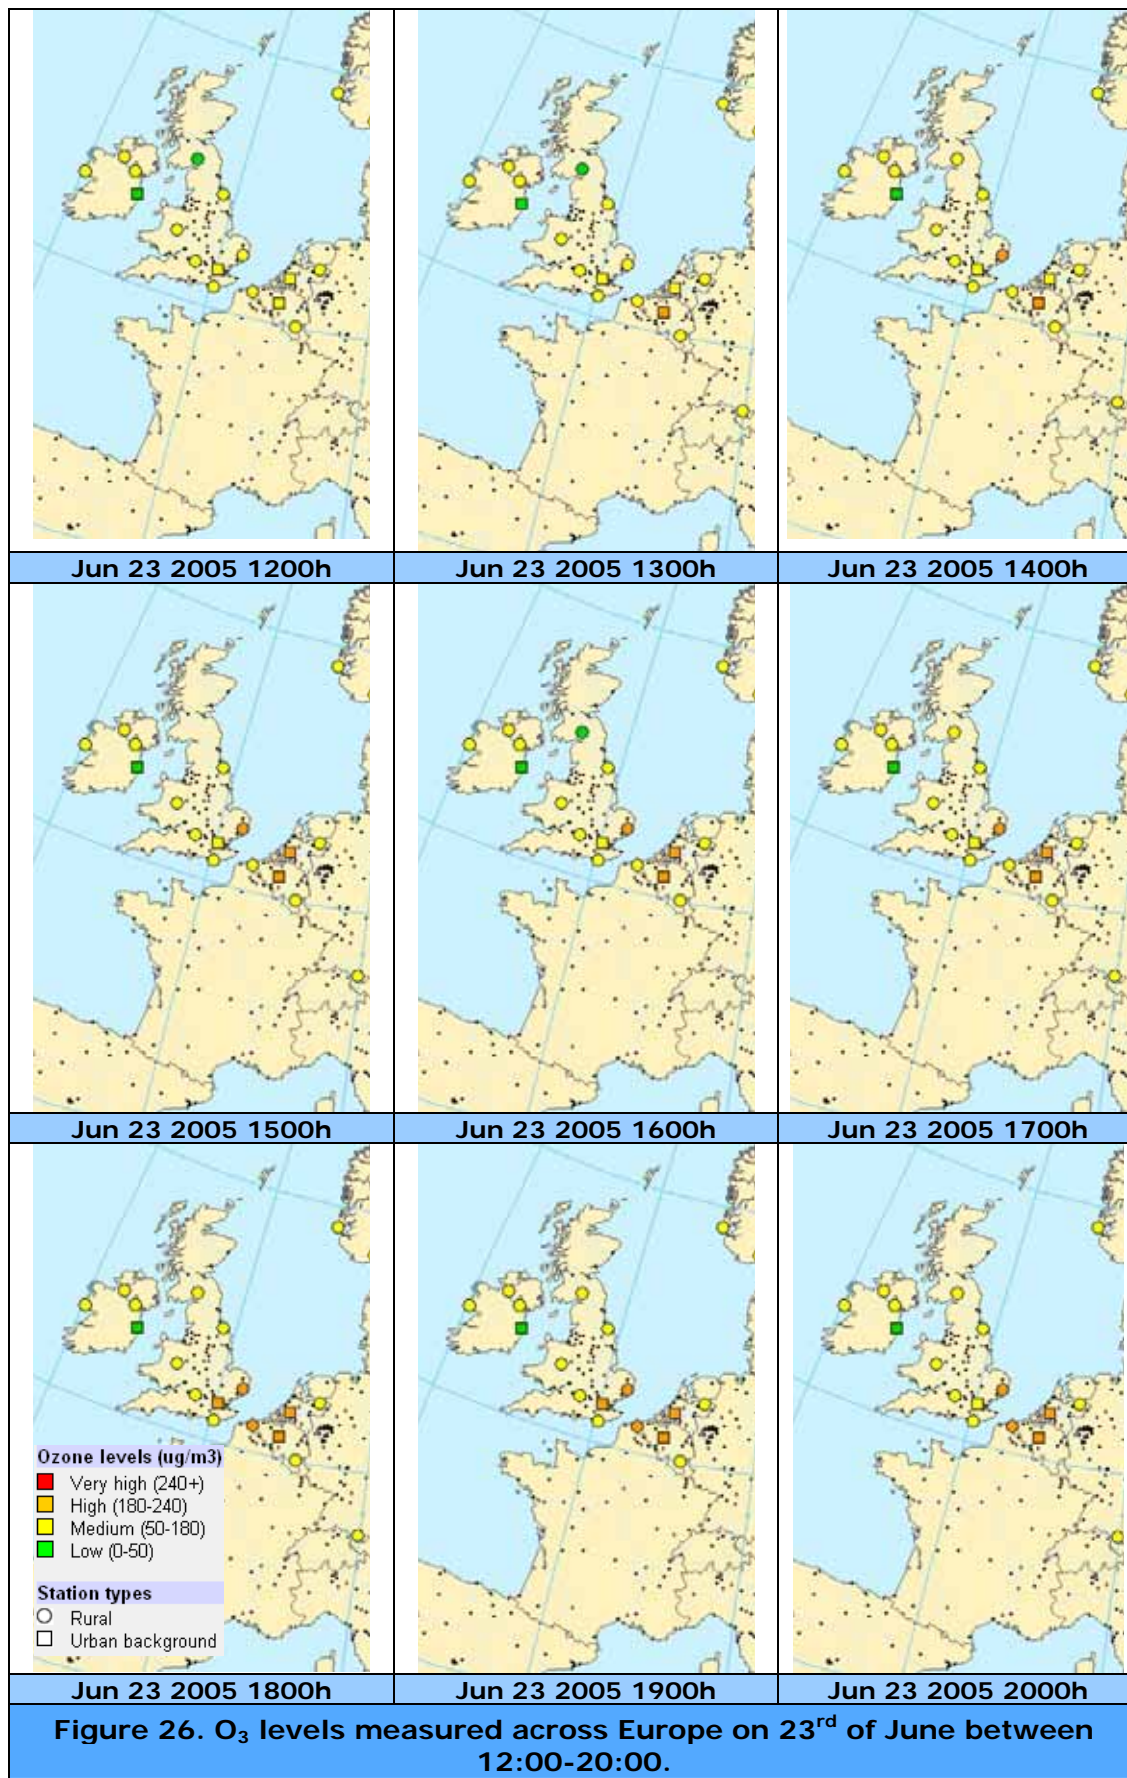 Jun 23 2005 1200h
Jun 23 2005 1300h
Jun 23 2005 1400h
Jun 23 2005 1500h
Jun 23 2005 1600h
Jun 23 2005 1700h
Ozone levels (ug/m3)
Very high (240+)
High (180-240)
Medium (50-180)
Low (0-50)
Station types
Rural
Urban background
Jun 23 2005 1800h
Jun 23 2005 1900h
Jun 23 2005 2000h
Figure 26. O₃ levels measured across Europe on 23ʳᵈ of June between
12:00-20:00.